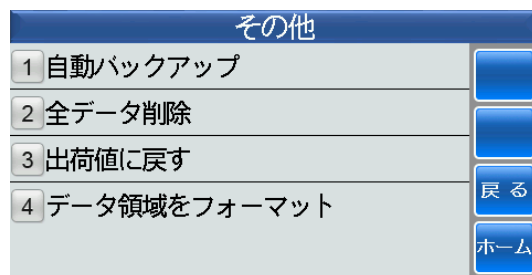 その他
1 自動バックアップ
2 全データ削除
3 出荷値に戻す
4 データ領域をフォーマット
戻 る
ホーム